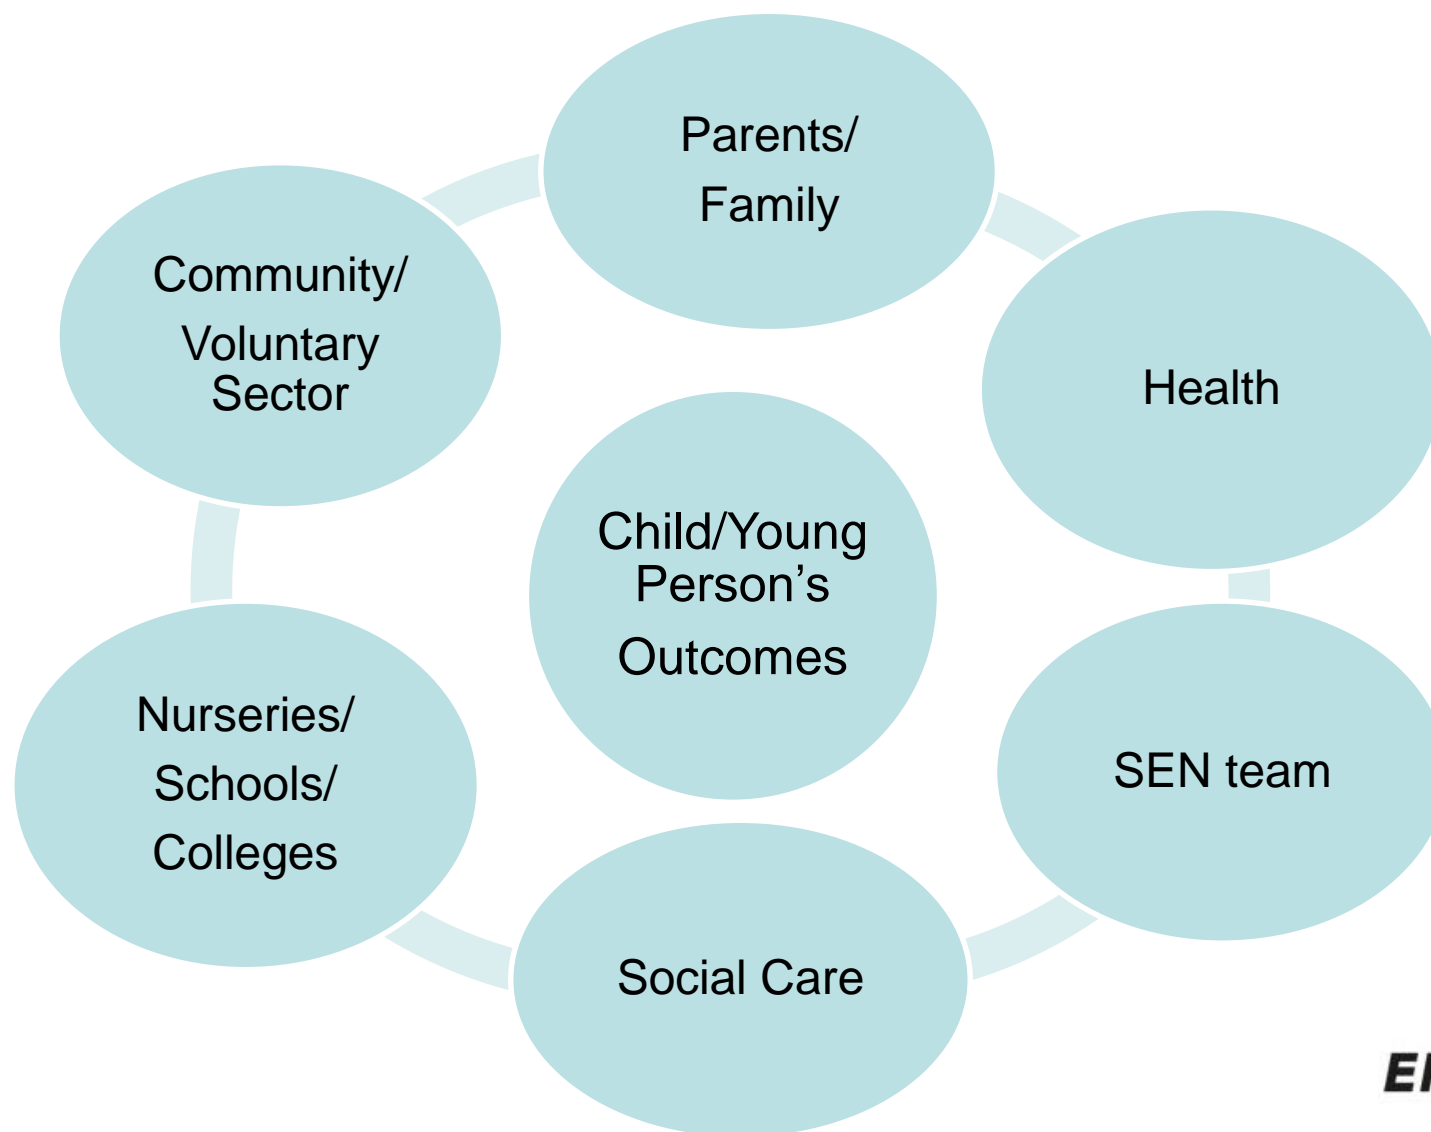 Parents/
Family
Community/
Voluntary
Sector
Health
Child/Young
Person’s
Outcomes
Nurseries/
Schools/
Colleges
SEN team
Social Care